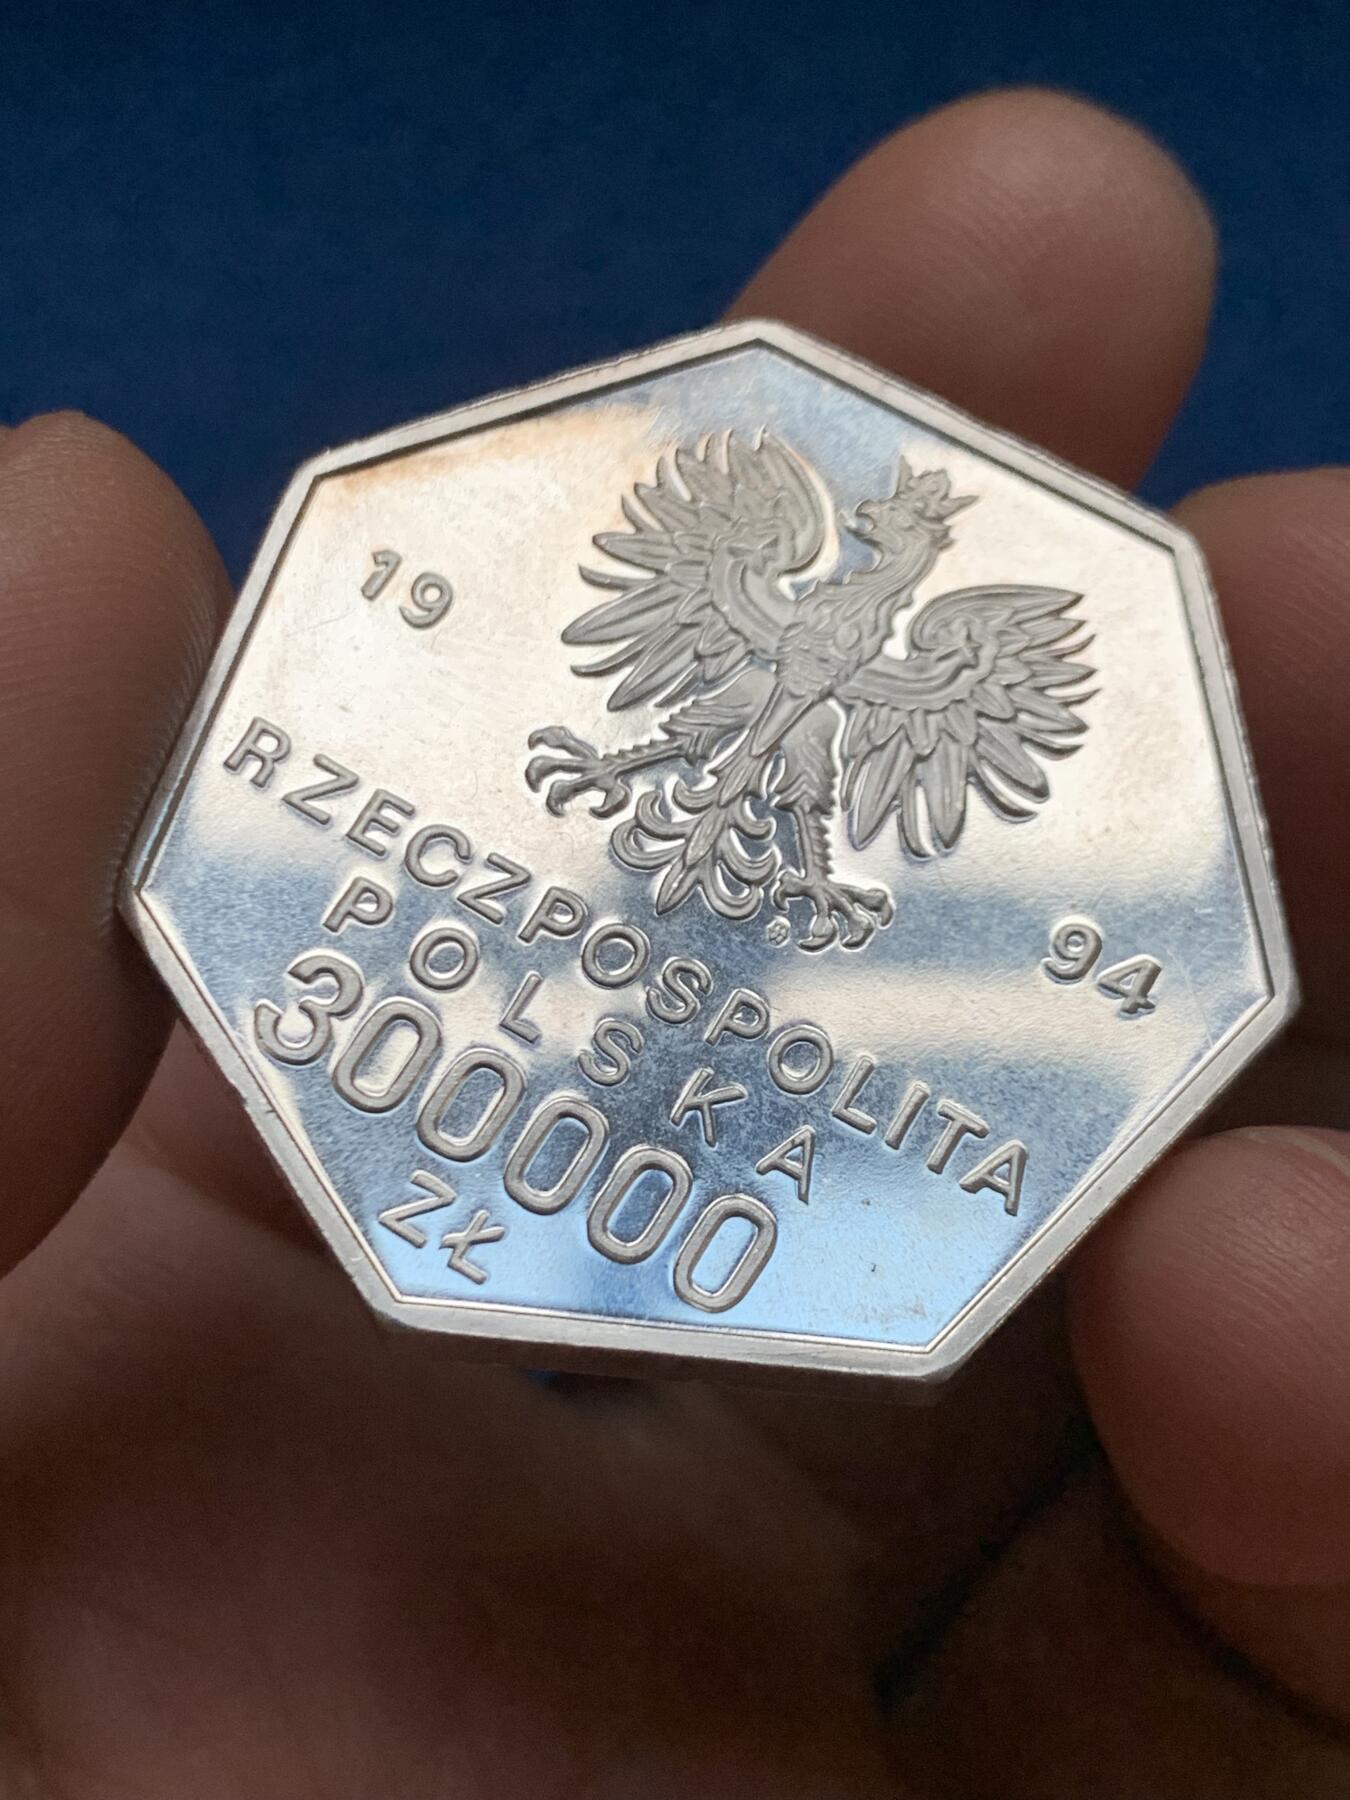 19 94
RZECZPOSPOLITA
POLSKA
300000
ZŁ